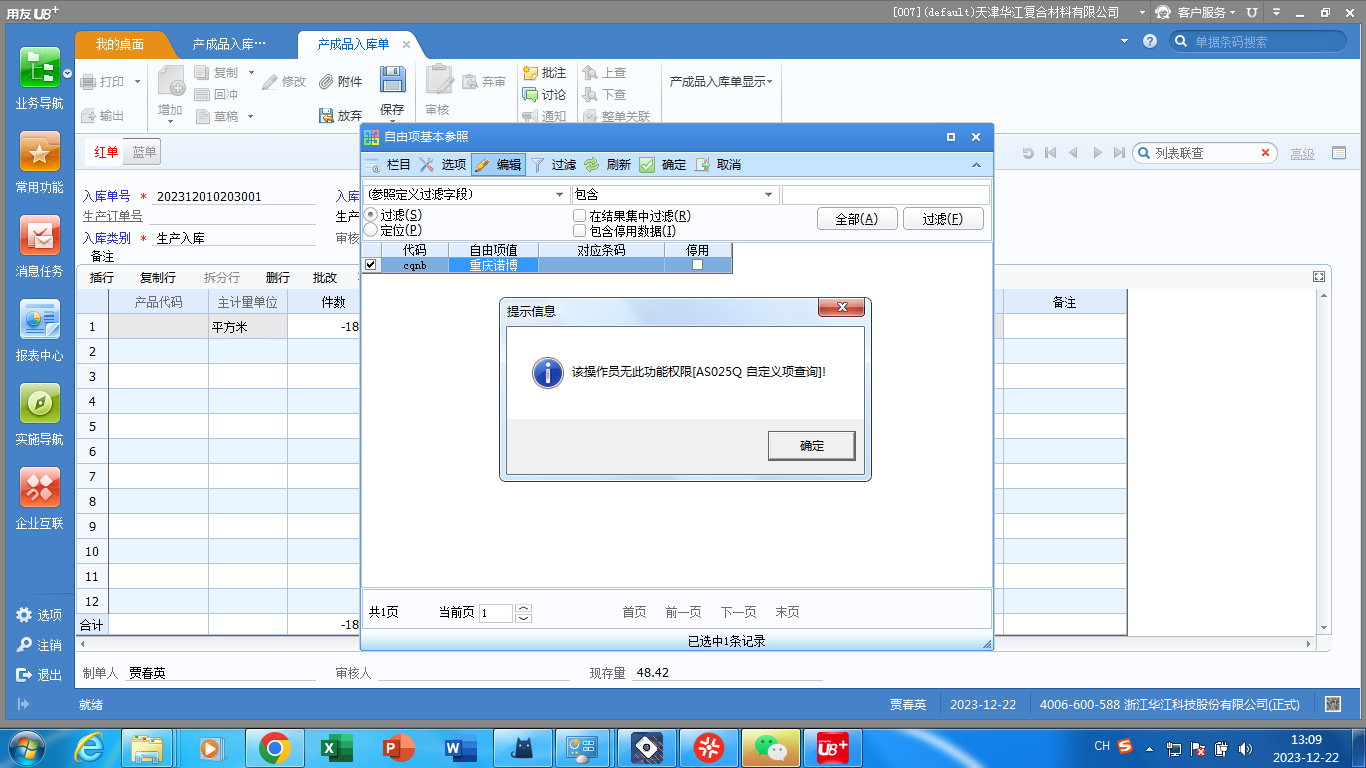 用友U8+ [007](default)天津华江复合材料有限公司 客户服务
我的桌面 产成品入库… 产成品入库单 单据条码搜索
业务导航
常用功能
消息任务
报表中心
实施导航
企业互联
选项
注销
退出
打印 复制 修改 附件 弃审 批注 上查 产成品入库单显示
增加 回冲 保存 审核 讨论 下查
输出 草稿 放弃 通知 整单关联
红单 蓝单 列表联查 高级
入库单号 * 202312010203001 入库
生产订单号 生产
入库类别 * 生产入库 审核
备注
插行 复制行 拆分行 删行 批改
产品代码 主计量单位 件数 备注
1 平方米 -18
2
3
4
5
6
7
8
9
10
11
12
合计 -18
制单人 贾春英 审核人 现存量 48.42
自由项基本参照
栏目 选项 编辑 过滤 刷新 确定 取消
(参照定义过滤字段) 包含
过滤(S) 在结果集中过滤(R) 全部(A) 过滤(F)
定位(P) 包含停用数据(I)
代码 自由项值 对应条码 停用
cqnb 重庆诺博
提示信息
该操作员无此功能权限[AS025Q 自定义项查询]!
确定
共1页 当前页 1 首页 前一页 下一页 末页
已选中1条记录
就绪 贾春英 2023-12-22 4006-600-588 浙江华江科技股份有限公司(正式)
CH 13:09
2023-12-22